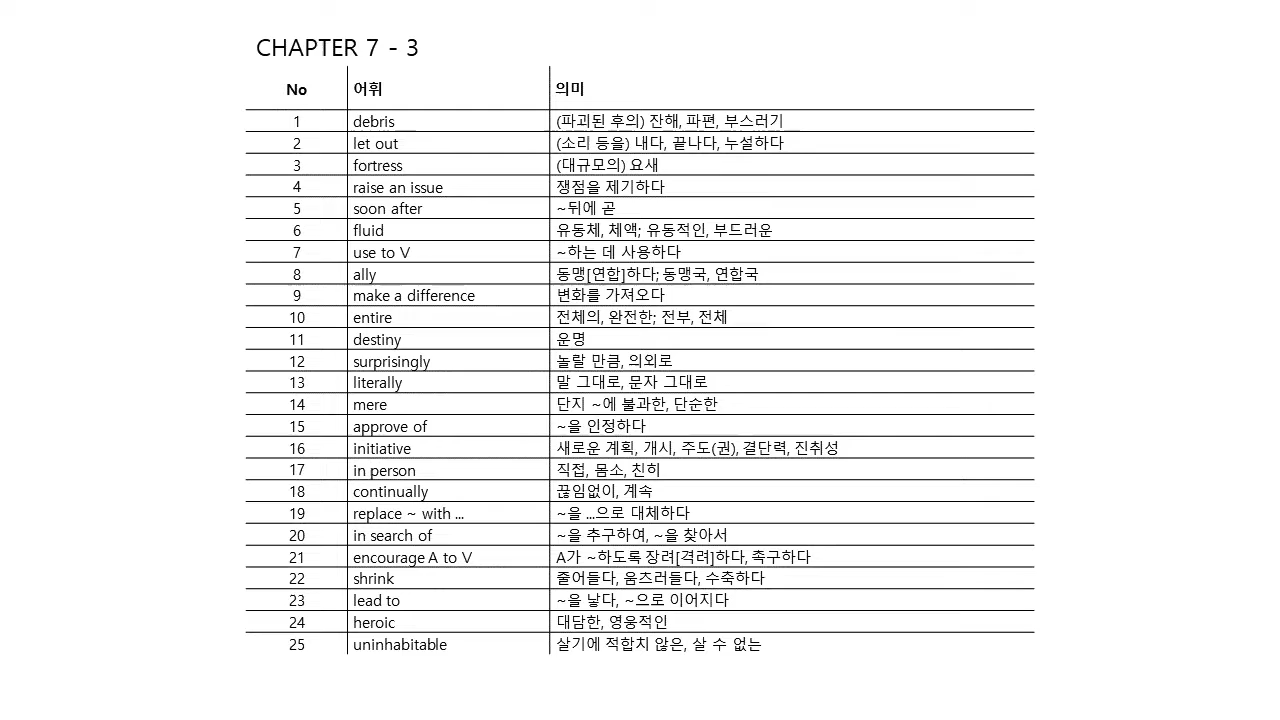 CHAPTER 7 - 3
No 어휘 의미
1 debris (파괴된 후의) 잔해, 파편, 부스러기
2 let out (소리 등을) 내다, 끝나다, 누설하다
3 fortress (대규모의) 요새
4 raise an issue 쟁점을 제기하다
5 soon after ~뒤에 곧
6 fluid 유동체, 체액; 유동적인, 부드러운
7 use to V ~하는 데 사용하다
8 ally 동맹[연합]하다; 동맹국, 연합국
9 make a difference 변화를 가져오다
10 entire 전체의, 완전한; 전부, 전체
11 destiny 운명
12 surprisingly 놀랄 만큼, 의외로
13 literally 말 그대로, 문자 그대로
14 mere 단지 ~에 불과한, 단순한
15 approve of ~을 인정하다
16 initiative 새로운 계획, 개시, 주도(권), 결단력, 진취성
17 in person 직접, 몸소, 친히
18 continually 끊임없이, 계속
19 replace ~ with ... ~을 ...으로 대체하다
20 in search of ~을 추구하여, ~을 찾아서
21 encourage A to V A가 ~하도록 장려[격려]하다, 촉구하다
22 shrink 줄어들다, 움츠러들다, 수축하다
23 lead to ~을 낳다, ~으로 이어지다
24 heroic 대담한, 영웅적인
25 uninhabitable 살기에 적합치 않은, 살 수 없는